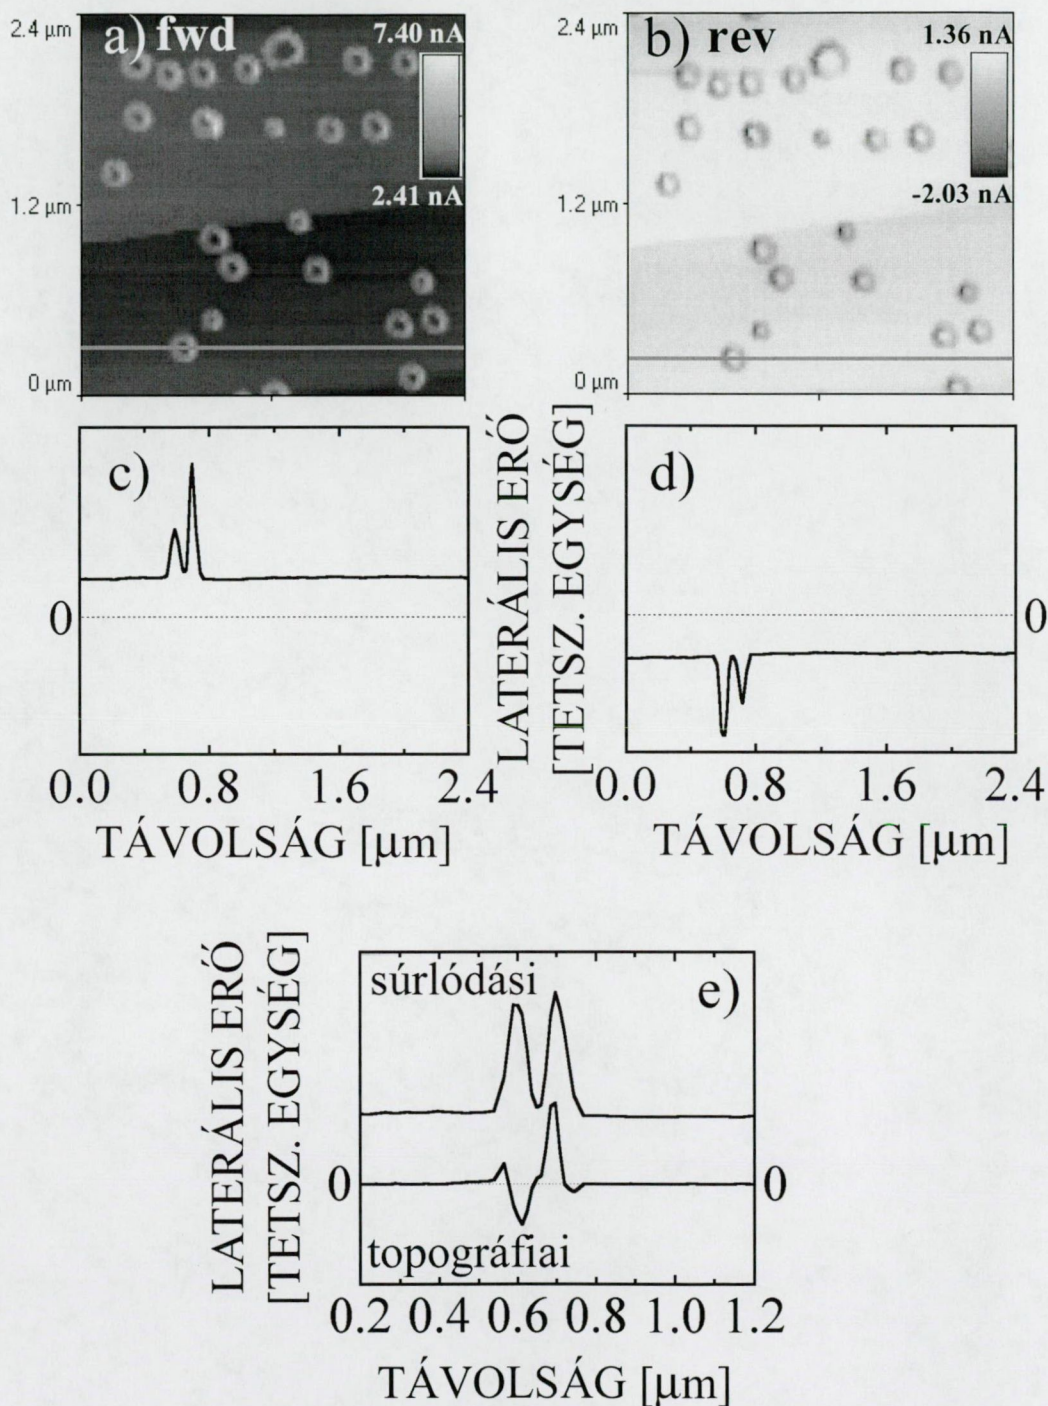 a) fwd
7.40 nA
2.41 nA
2.4 µm
1.2 µm
0 µm
b) rev
1.36 nA
-2.03 nA
2.4 µm
1.2 µm
0 µm
c)
0
0.0 0.8 1.6 2.4
TÁVOLSÁG [µm]
LATERÁLIS ERŐ
[TETSZ. EGYSÉG]
d)
0
0.0 0.8 1.6 2.4
TÁVOLSÁG [µm]
LATERÁLIS ERŐ
[TETSZ. EGYSÉG]
súrlódási
e)
0 0
topográfiai
0.2 0.4 0.6 0.8 1.0 1.2
TÁVOLSÁG [µm]